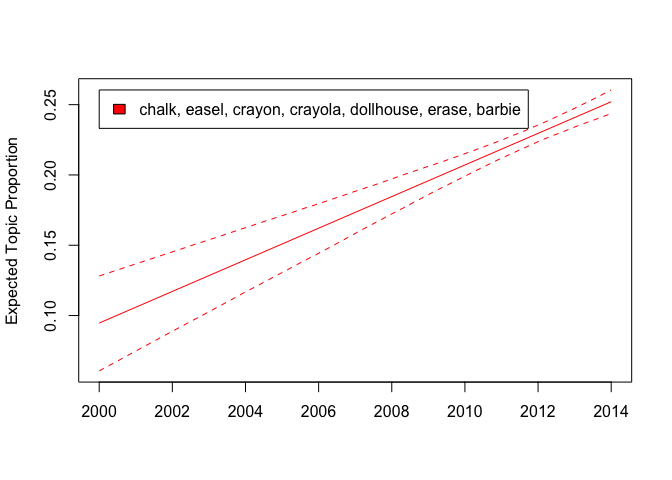 chalk, easel, crayon, crayola, dollhouse, erase, barbie
Expected Topic Proportion
0.25
0.20
0.15
0.10
2000 2002 2004 2006 2008 2010 2012 2014